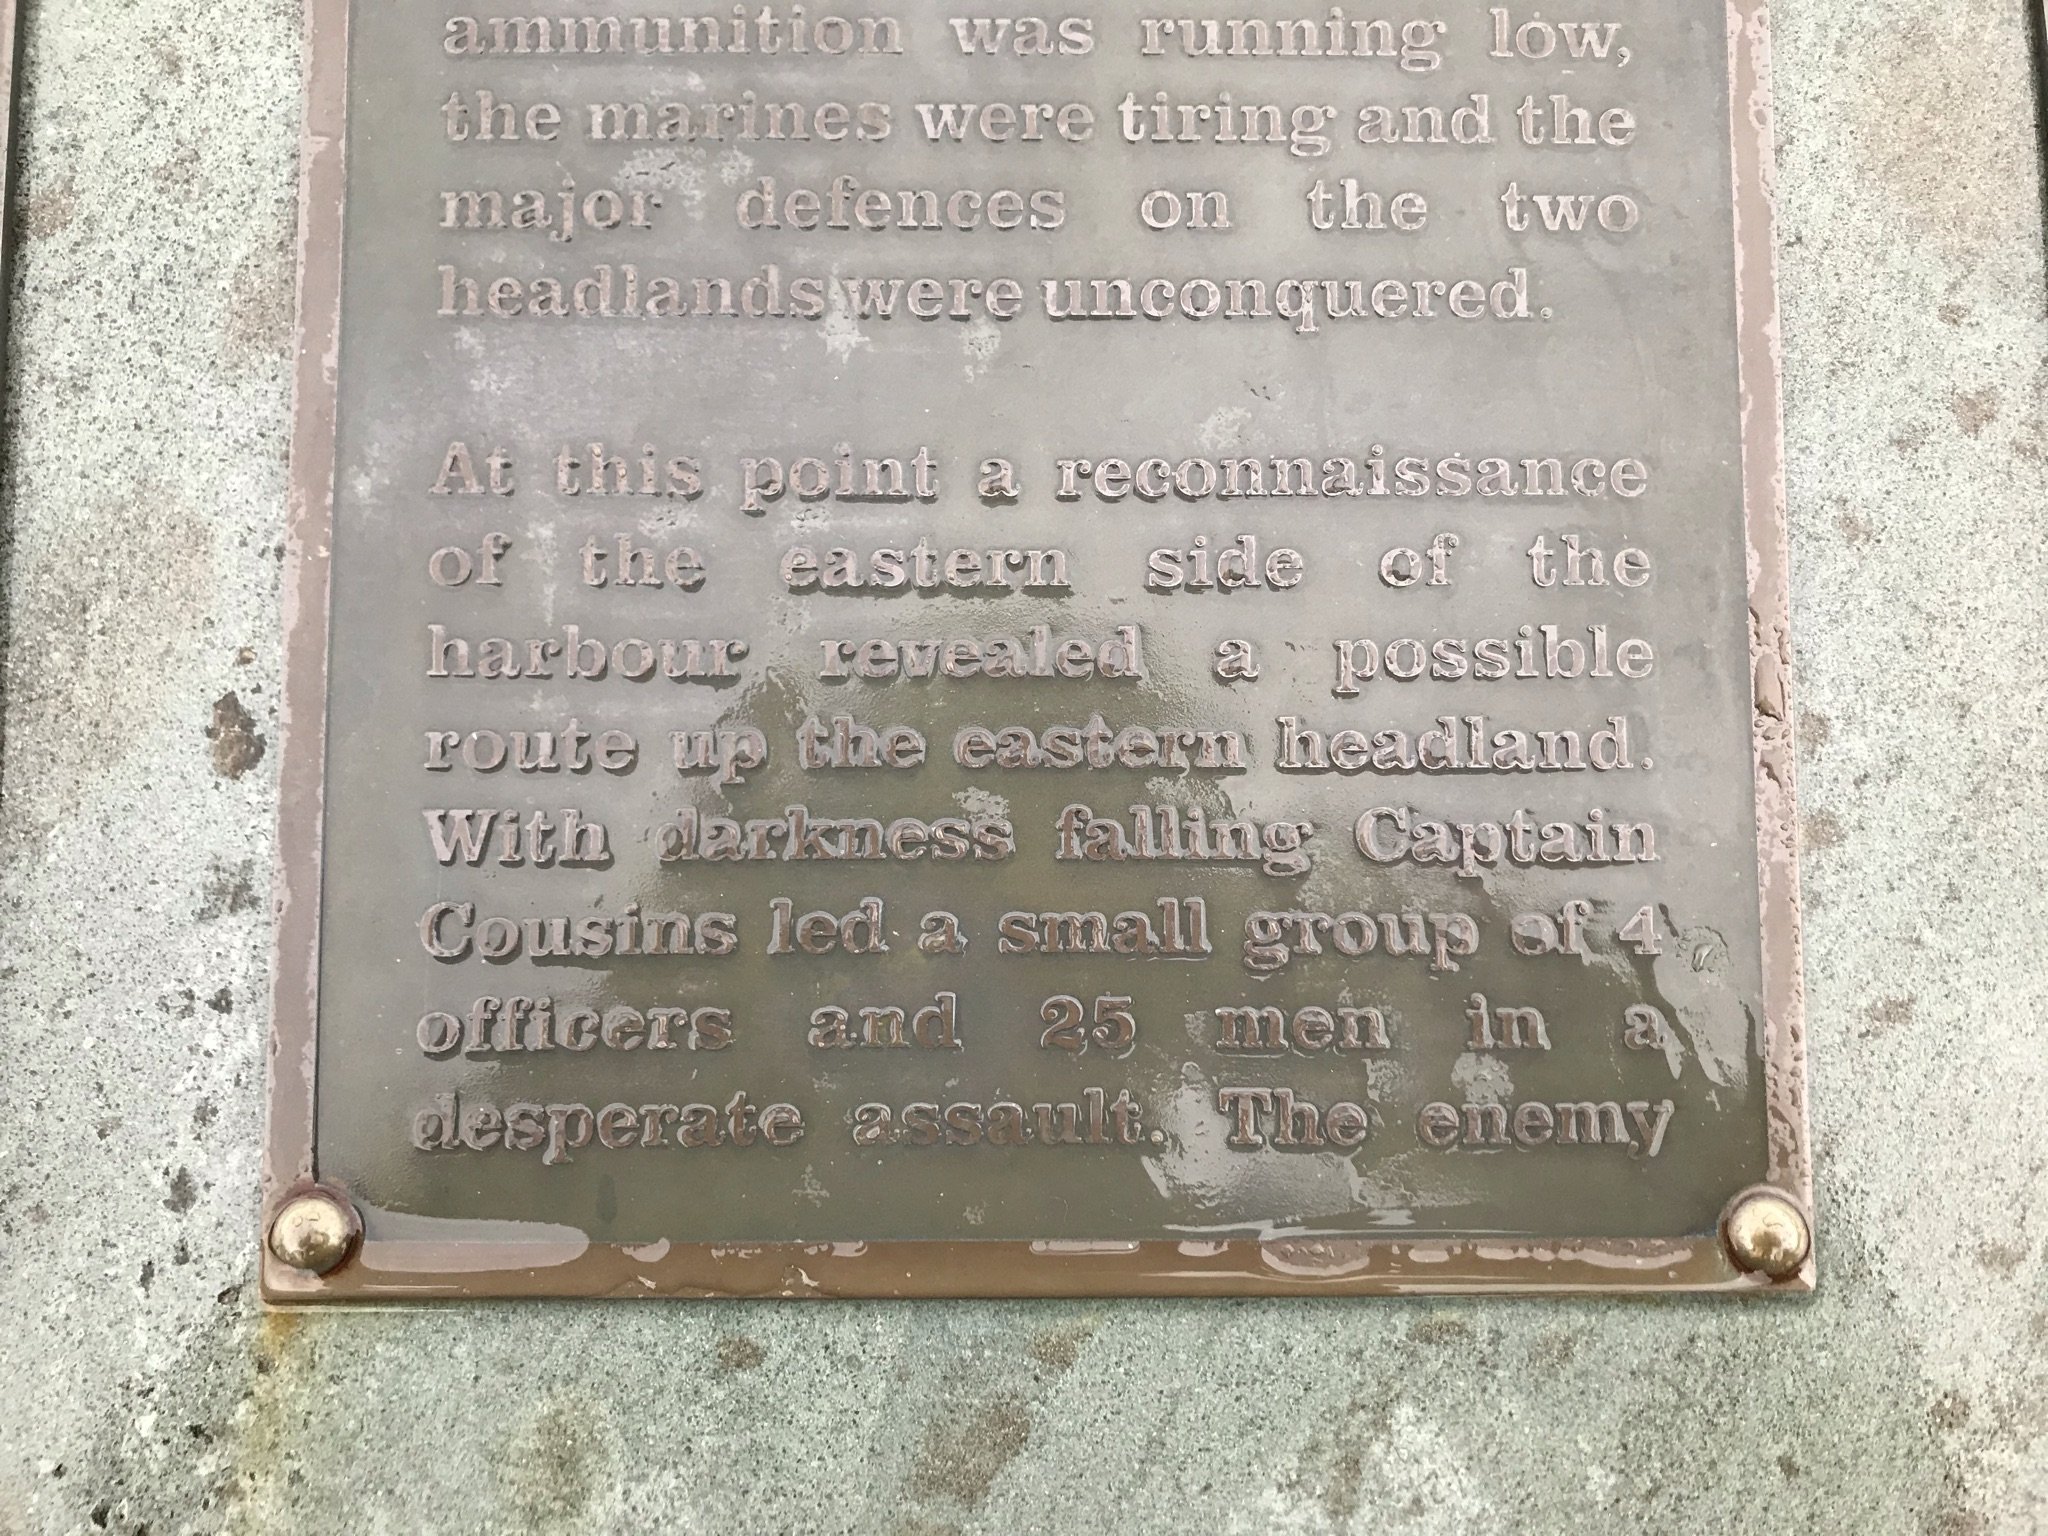 ammunition was running low,
the marines were tiring and the
major defences on the two
headlands were unconquered.
At this point a reconnaissance
of the eastern side of the
harbour revealed a possible
route up the eastern headland.
With darkness falling Captain
Cousins led a small group of 4
officers and 25 men in a
desperate assault. The enemy